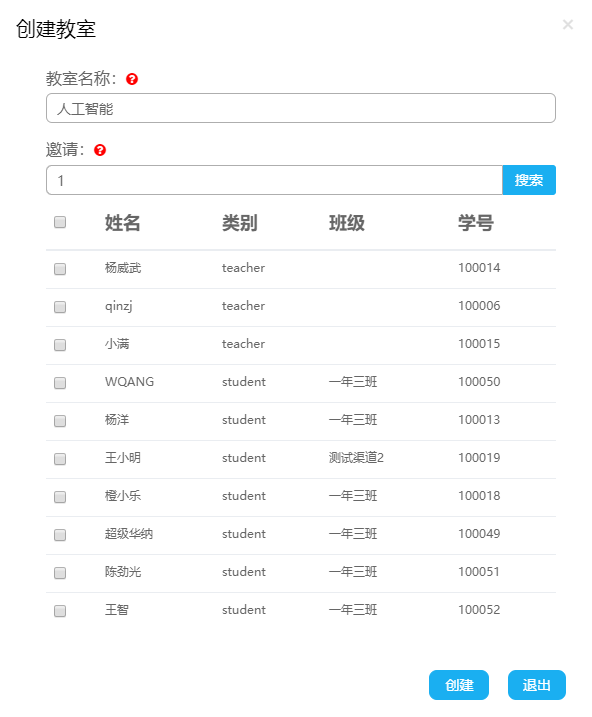 创建教室
×
教室名称：
人工智能
邀请：
1 搜索
姓名 类别 班级 学号
杨威武 teacher 100014
qinzj teacher 100006
小满 teacher 100015
WQANG student 一年三班 100050
杨洋 student 一年三班 100013
王小明 student 测试渠道2 100019
橙小乐 student 一年三班 100018
超级华纳 student 一年三班 100049
陈劲光 student 一年三班 100051
王智 student 一年三班 100052
创建 退出